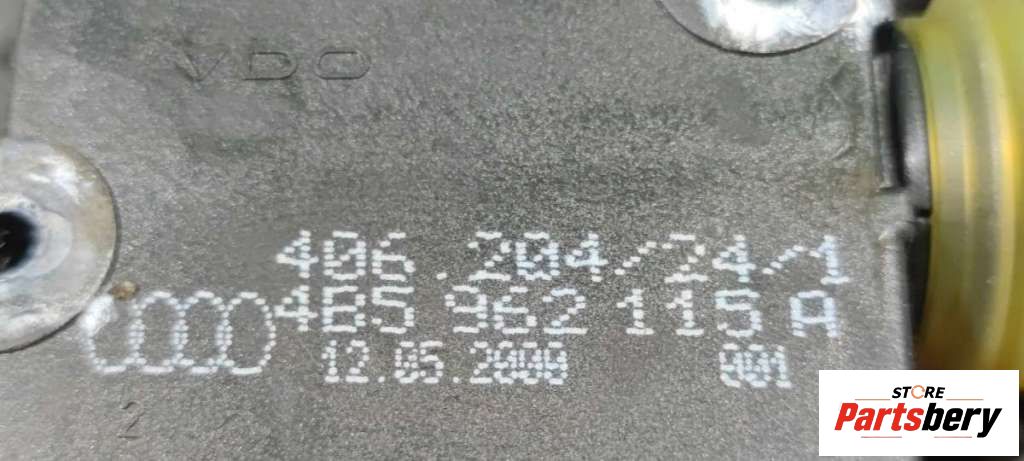 VDO
406.204/24/1
4B5 962 115 A
12.05.2000 001
2
STORE
Partsbery